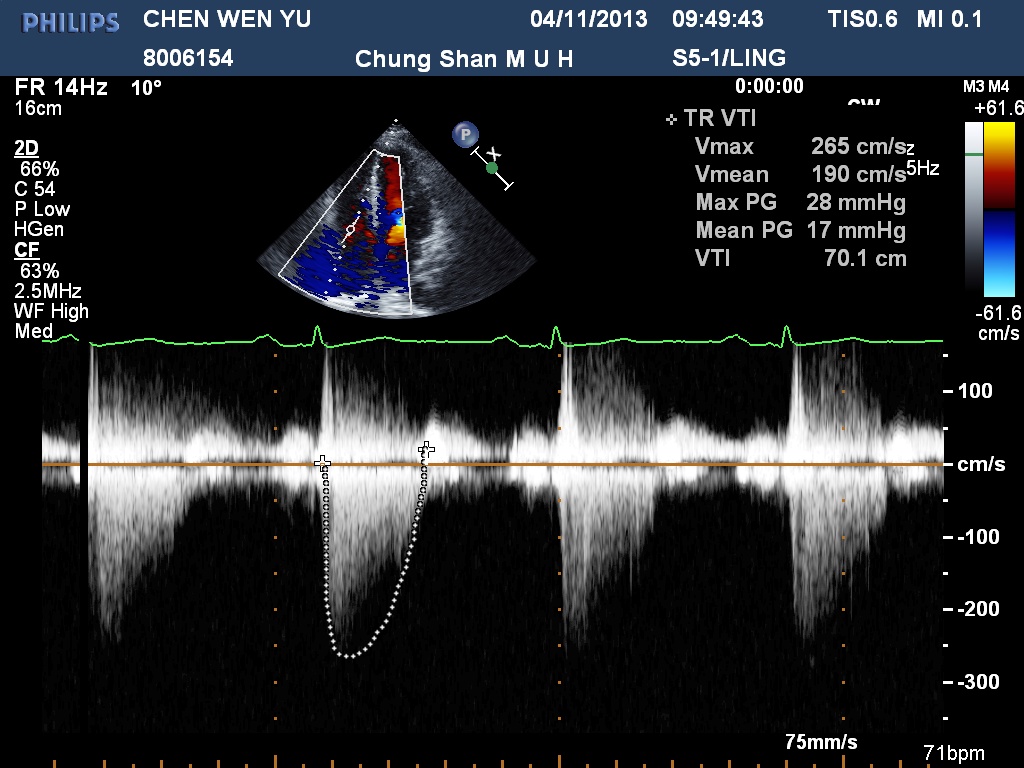 PHILIPS
CHEN WEN YU
04/11/2013 09:49:43
TIS0.6 MI 0.1
8006154
Chung Shan M U H
S5-1/LING
FR 14Hz 10°
16cm
0:00:00
M3 M4
+61.6
2D
66%
C 54
P Low
HGen
CF
63%
2.5MHz
WF High
Med
P
X
TR VTI
Vmax 265 cm/s
Vmean 190 cm/s
5Hz
Max PG 28 mmHg
Mean PG 17 mmHg
VTI 70.1 cm
-61.6
cm/s
100
cm/s
-100
-200
-300
75mm/s
71bpm